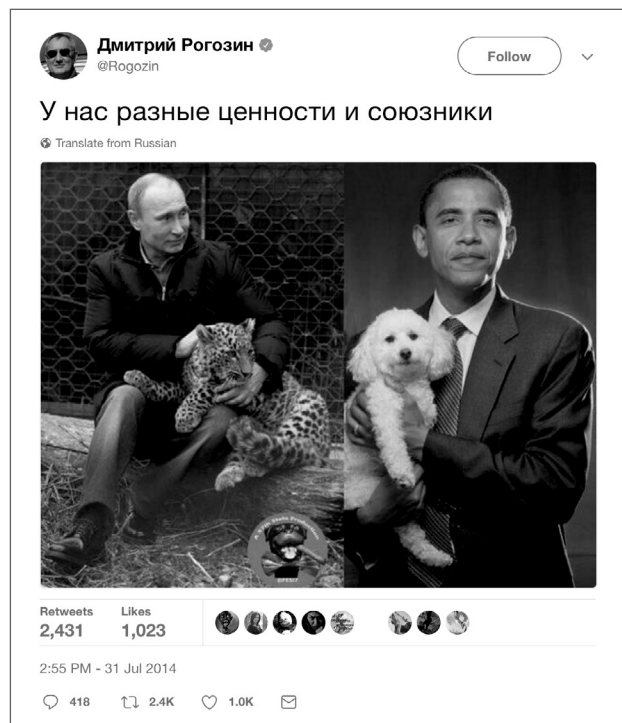 Дмитрий Рогозин
@Rogozin
Follow
У нас разные ценности и союзники
Translate from Russian
Retweets
2,431
Likes
1,023
2:55 PM - 31 Jul 2014
418
2.4K
1.0K